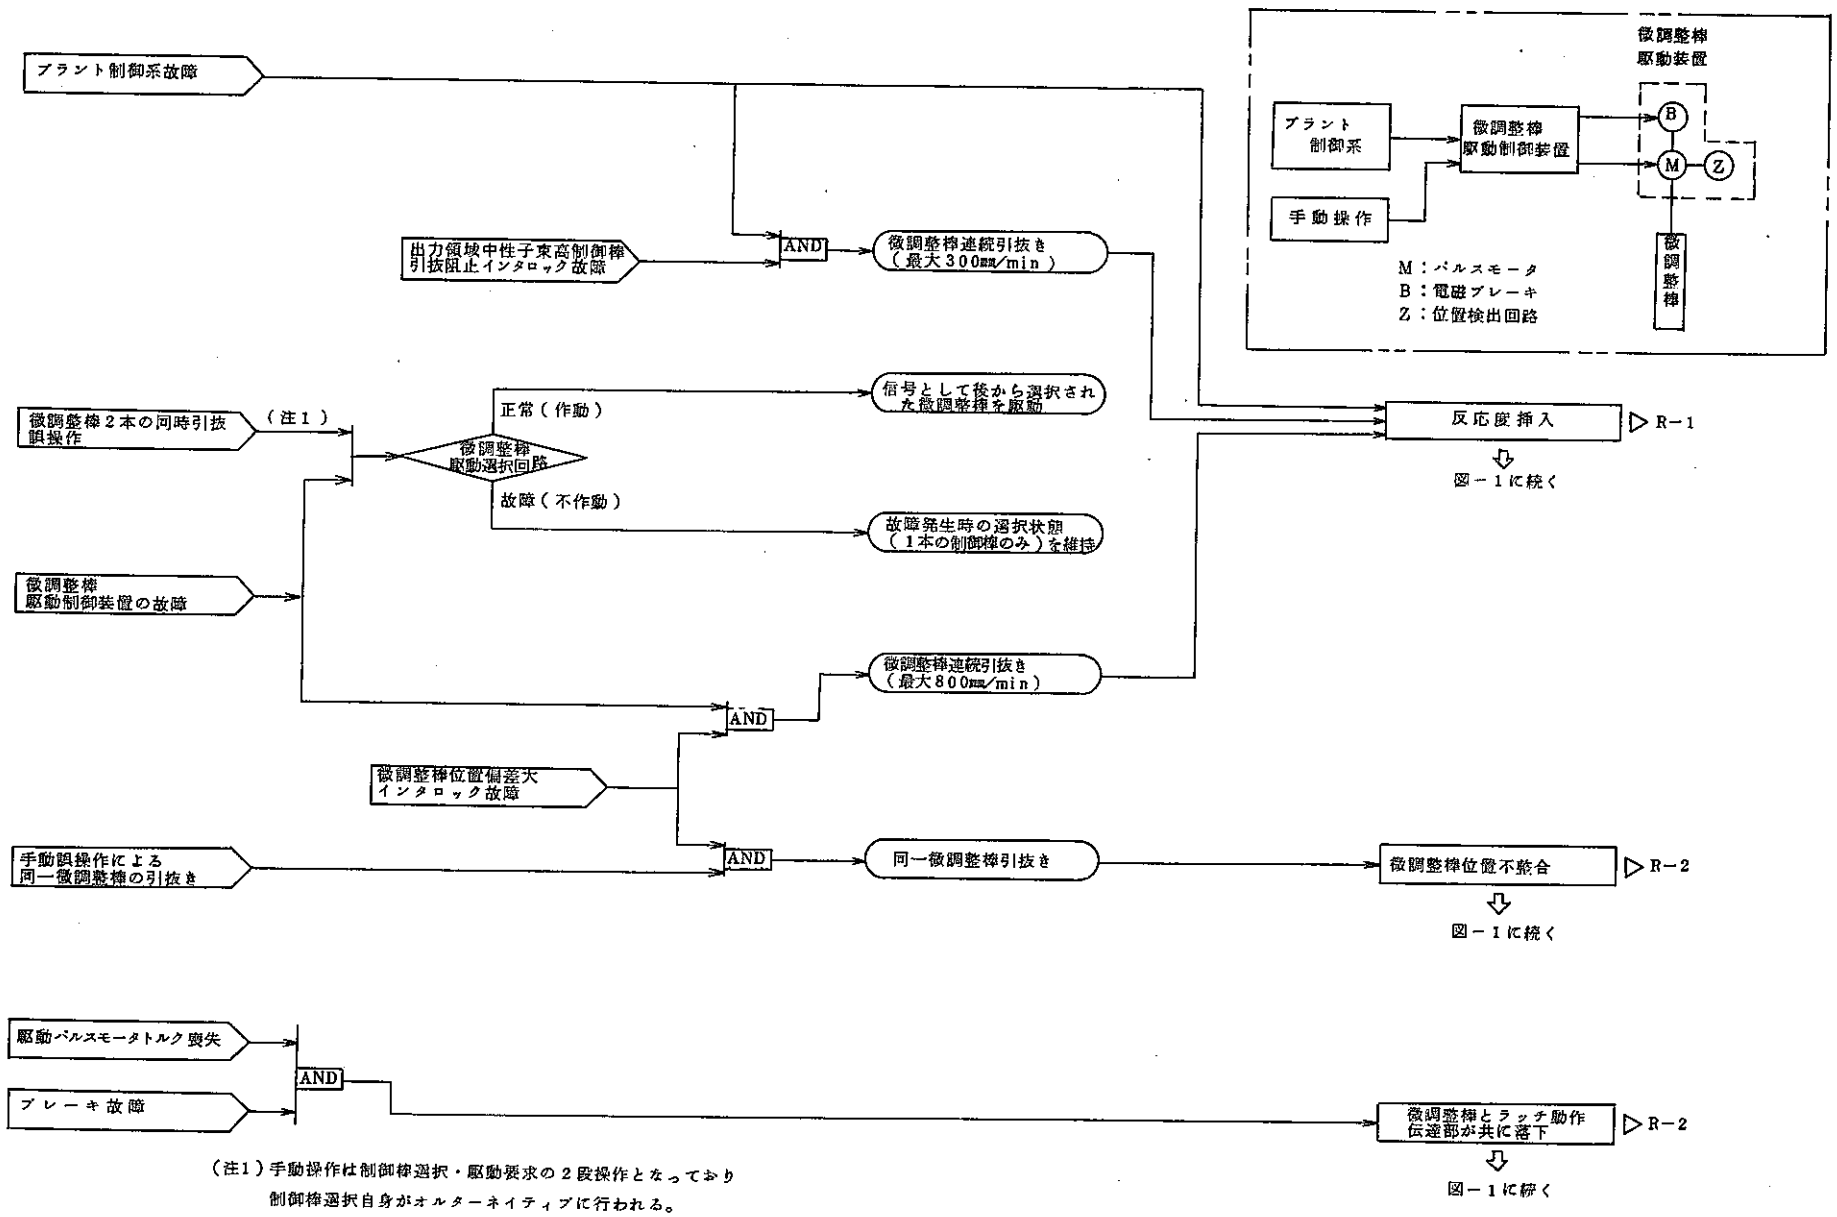 プラント制御系故障
出力領域中性子束高制御棒
引抜阻止インタロック故障
AND
微調整棒連続引抜き
(最大300㎜/min)
微調整棒
駆動装置
プラント
制御系
微調整棒
駆動制御装置
手動操作
B
M
Z
微調整棒
M:パルスモータ
B:電磁ブレーキ
Z:位置検出回路
微調整棒2本の同時引抜
誤操作
(注1)
正常(作動)
微調整棒
駆動選択回路
故障(不作動)
信号として後から選択され
た微調整棒を駆動
故障発生時の選択状態
(1本の制御棒のみ)を維持
反応度挿入
R-1
図-1に続く
微調整棒
駆動制御装置の故障
AND
微調整棒連続引抜き
(最大800㎜/min)
微調整棒位置偏差大
インタロック故障
手動誤操作による
同一微調整棒の引抜き
AND
同一微調整棒引抜き
微調整棒位置不整合
R-2
図-1に続く
駆動パルスモータトルク喪失
AND
ブレーキ故障
微調整棒とラッチ動作
伝達部が共に落下
R-2
図-1に続く
(注1)手動操作は制御棒選択・駆動要求の2段操作となっており
制御棒選択自身がオルターネイティブに行われる。